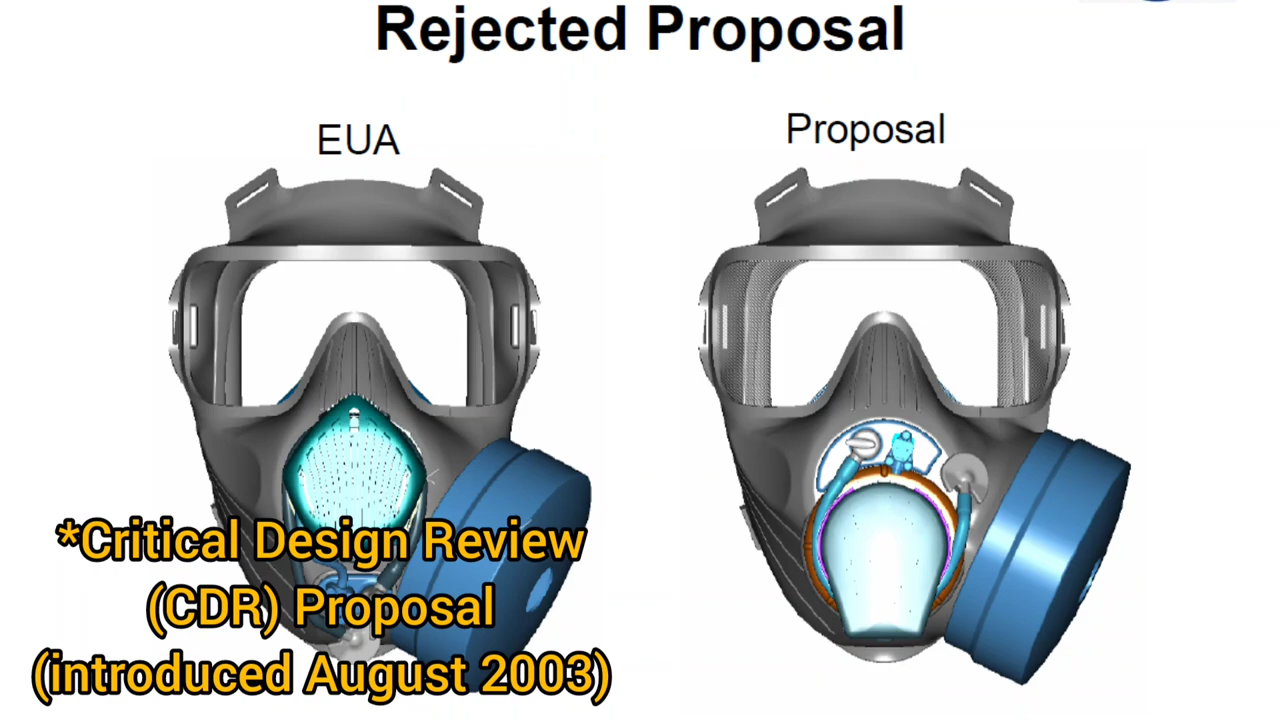 Rejected Proposal
EUA
Proposal
*Critical Design Review
(CDR) Proposal
(introduced August 2003)